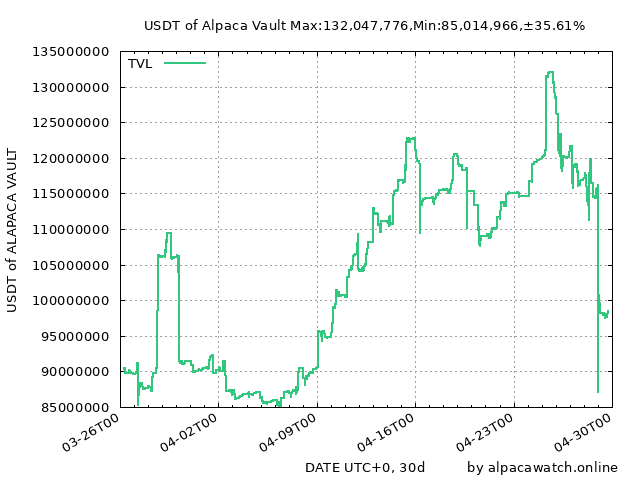 USDT of Alpaca Vault Max:132,047,776,Min:85,014,966,±35.61%
135000000
TVL
130000000
125000000
120000000
115000000
110000000
105000000
100000000
95000000
90000000
85000000
USDT of ALAPACA VAULT
03-26T00
04-02T00
04-09T00
04-16T00
04-23T00
04-30T00
DATE UTC+0, 30d
by alpacawatch.online